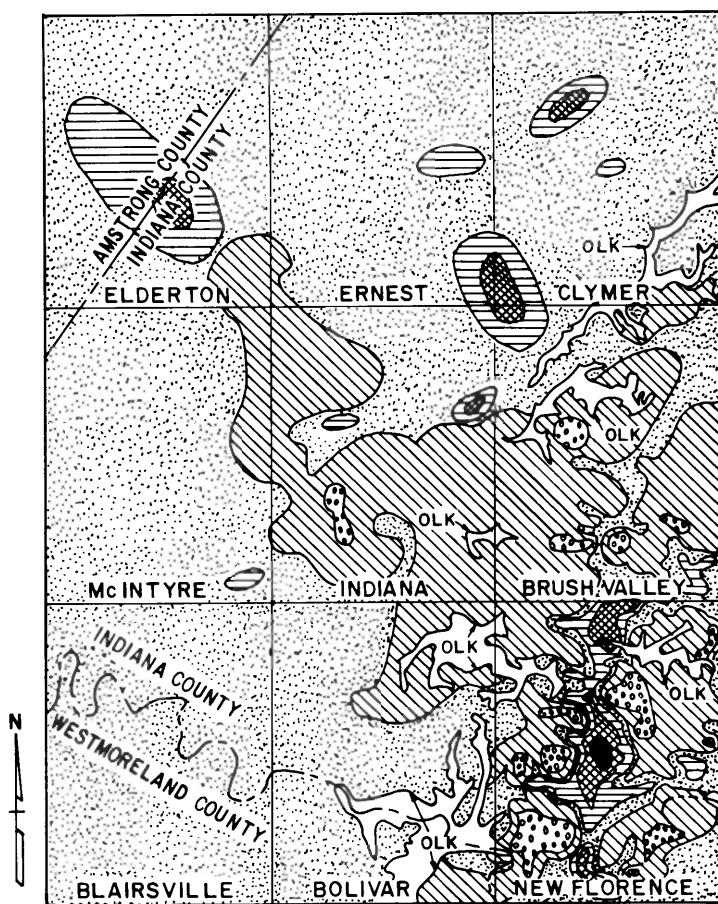 AMSTRONG COUNTY
INDIANA COUNTY
OLK
ELDERTON
ERNEST
CLYMER
OLK
OLK
McINTYRE
INDIANA
BRUSH VALLEY
INDIANA COUNTY
WESTMORELAND COUNTY
OLK
OLK
N
OLK
BLAIRSVILLE
BOLIVAR
NEW FLORENCE